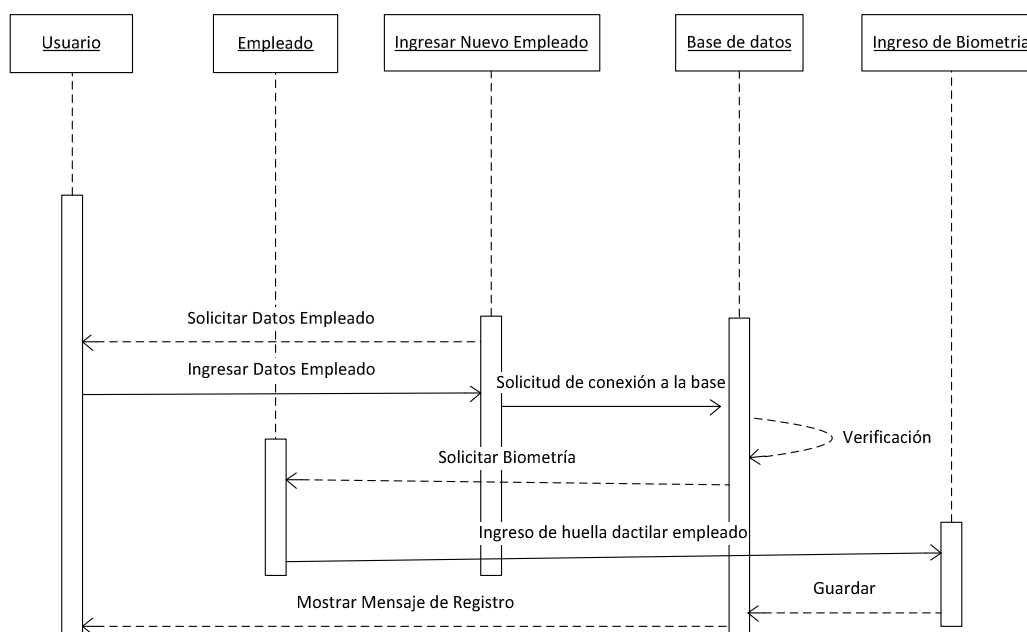 Usuario
Empleado
Ingresar Nuevo Empleado
Base de datos
Ingreso de Biometria
Solicitar Datos Empleado
Ingresar Datos Empleado
Solicitud de conexión a la base
Verificación
Solicitar Biometría
Ingreso de huella dactilar empleado
Guardar
Mostrar Mensaje de Registro